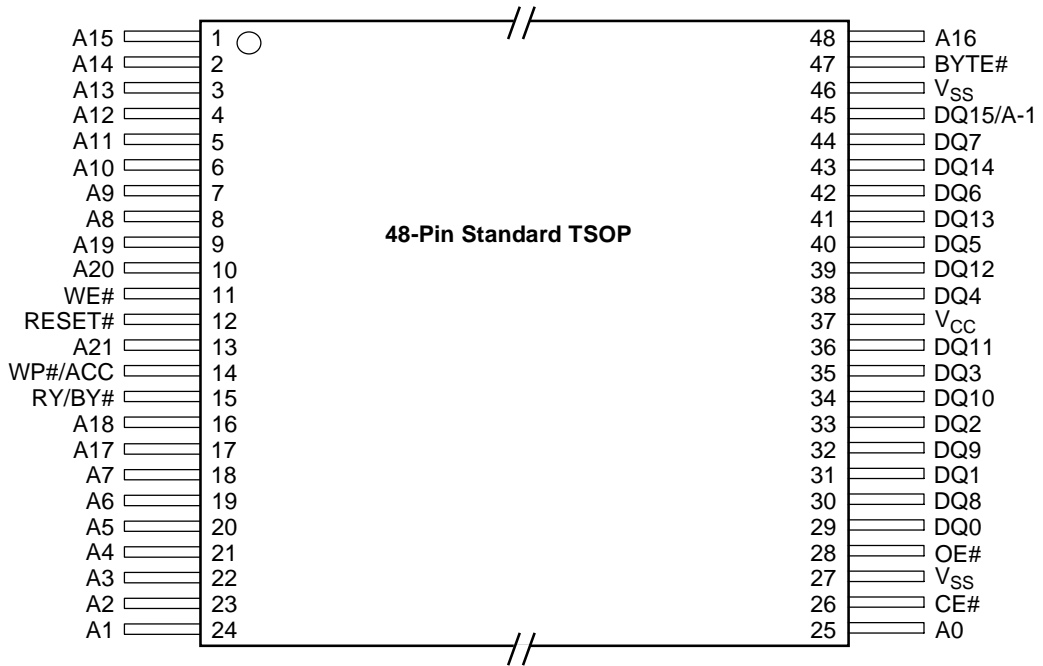 A15 1 48 A16
A14 2 47 BYTE#
A13 3 46 VSS
A12 4 45 DQ15/A-1
A11 5 44 DQ7
A10 6 43 DQ14
A9 7 42 DQ6
A8 8 41 DQ13
48-Pin Standard TSOP
A19 9 40 DQ5
A20 10 39 DQ12
WE# 11 38 DQ4
RESET# 12 37 VCC
A21 13 36 DQ11
WP#/ACC 14 35 DQ3
RY/BY# 15 34 DQ10
A18 16 33 DQ2
A17 17 32 DQ9
A7 18 31 DQ1
A6 19 30 DQ8
A5 20 29 DQ0
A4 21 28 OE#
A3 22 27 VSS
A2 23 26 CE#
A1 24 25 A0